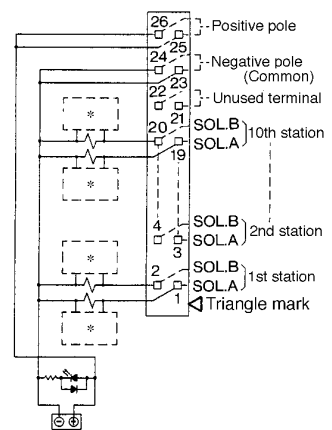 26
Positive pole
25
24
Negative pole
(Common)
23
22
Unused terminal
21
20
SOL.B
10th station
SOL.A
19
*
*
4
SOL.B
2nd station
SOL.A
3
*
2
SOL.B
1st station
SOL.A
1
Triangle mark
*
⊖ ⊕